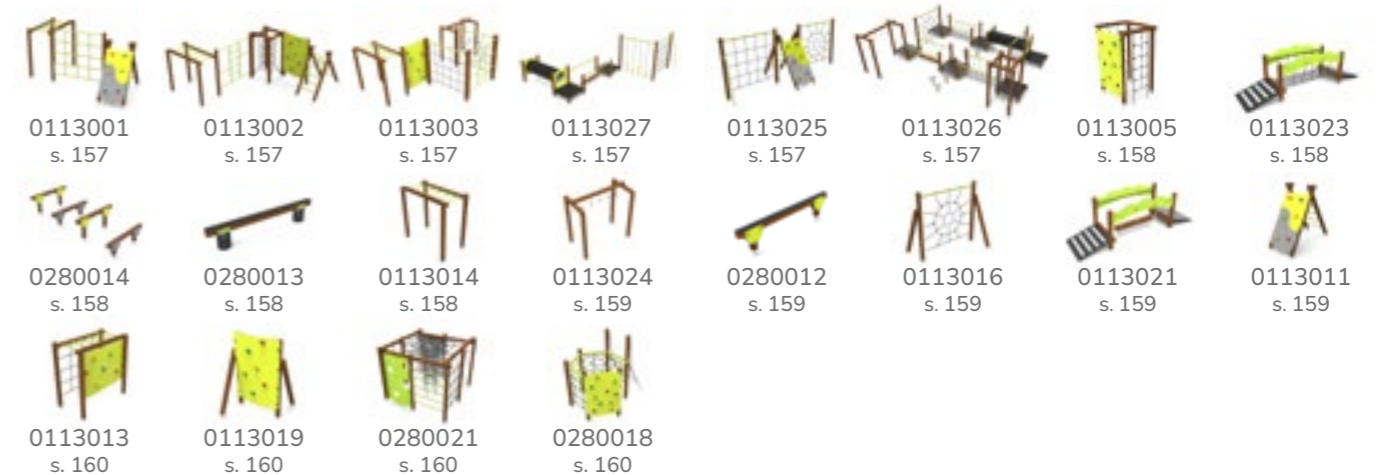 0113001 0113002 0113003 0113027 0113025 0113026 0113005 0113023
s. 157 s. 157 s. 157 s. 157 s. 157 s. 157 s. 158 s. 158
0280014 0280013 0113014 0113024 0280012 0113016 0113021 0113011
s. 158 s. 158 s. 158 s. 159 s. 159 s. 159 s. 159 s. 159
0113013 0113019 0280021 0280018
s. 160 s. 160 s. 160 s. 160